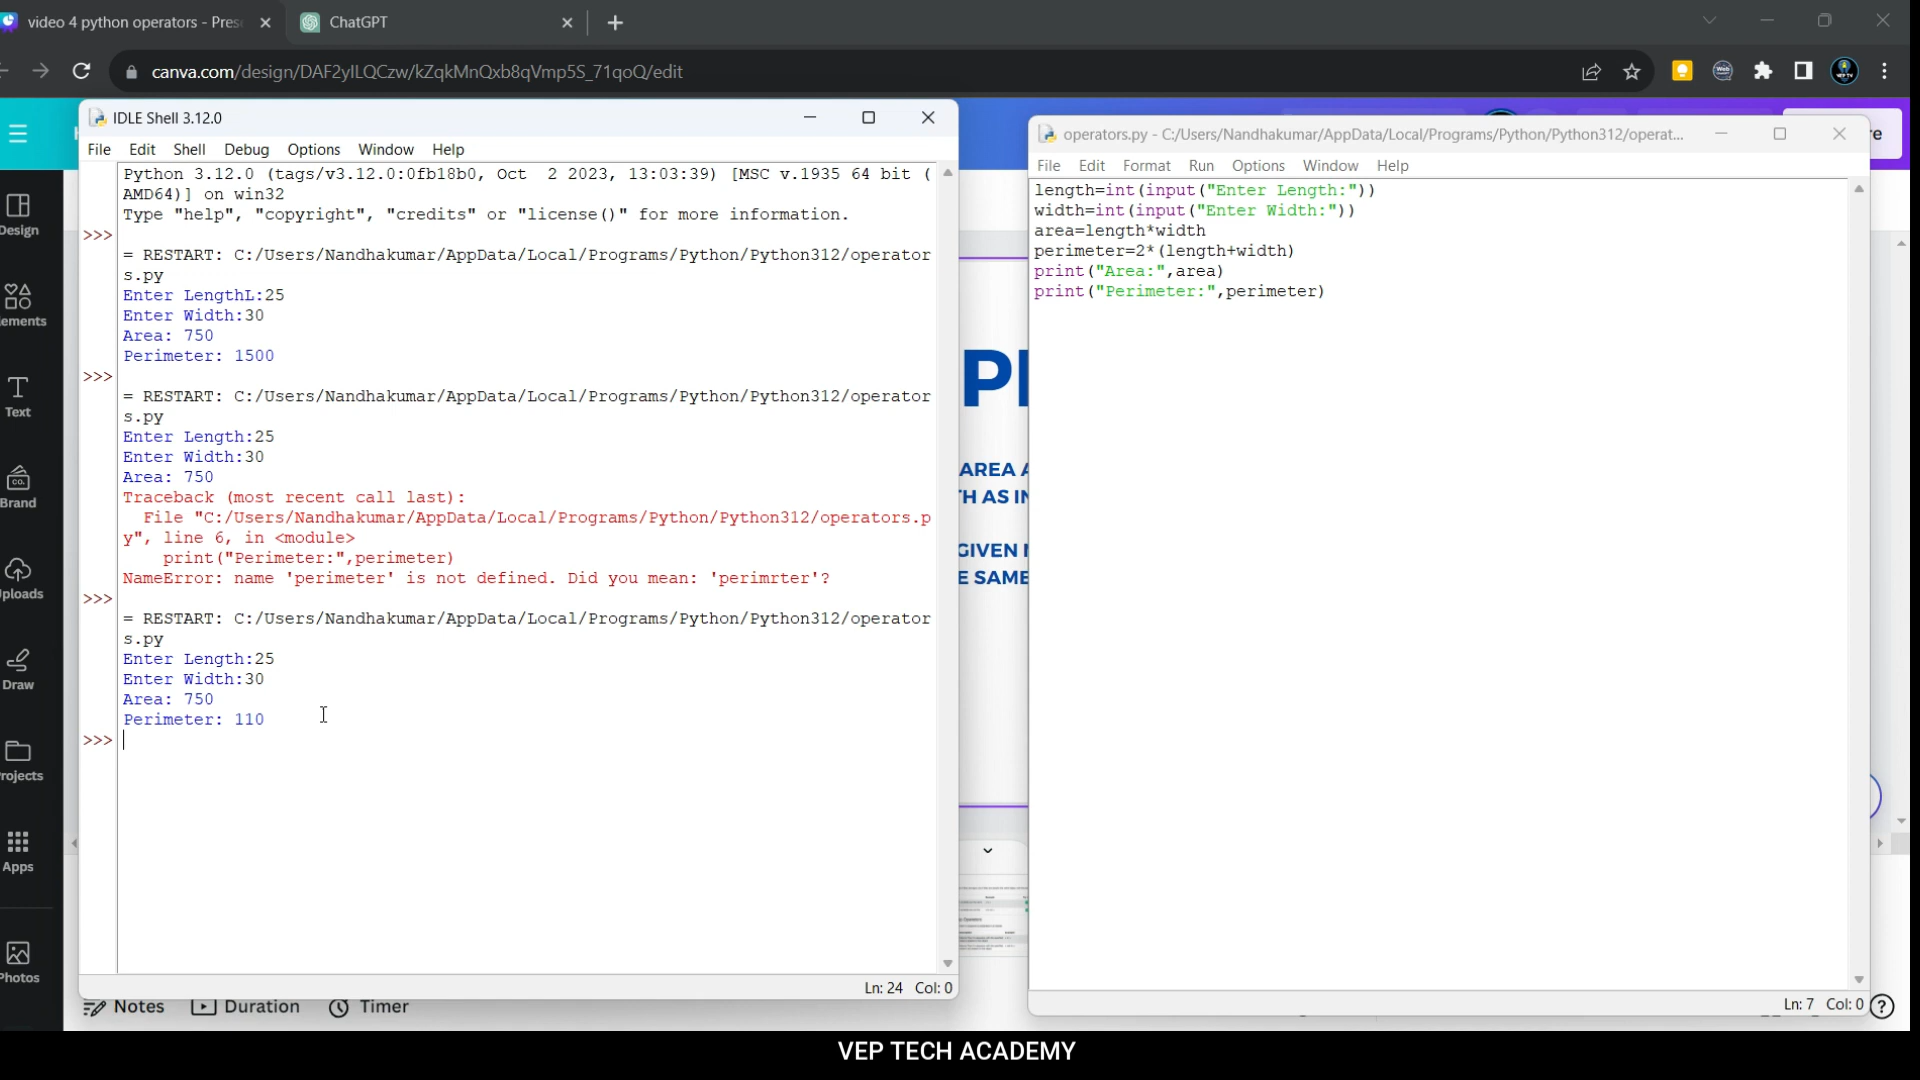 video 4 python operators - Pres
ChatGPT
canva.com/design/DAF2yILQCzw/kZqkMnQxb8qVmp5S_71qoQ/edit
IDLE Shell 3.12.0
File Edit Shell Debug Options Window Help
Python 3.12.0 (tags/v3.12.0:0fb18b0, Oct  2 2023, 13:03:39) [MSC v.1935 64 bit (
AMD64)] on win32
Type "help", "copyright", "credits" or "license()" for more information.
>>>
= RESTART: C:/Users/Nandhakumar/AppData/Local/Programs/Python/Python312/operator
s.py
Enter LengthL:25
Enter Width:30
Area: 750
Perimeter: 1500
>>>
= RESTART: C:/Users/Nandhakumar/AppData/Local/Programs/Python/Python312/operator
s.py
Enter Length:25
Enter Width:30
Area: 750
Traceback (most recent call last):
  File "C:/Users/Nandhakumar/AppData/Local/Programs/Python/Python312/operators.p
y", line 6, in <module>
    print("Perimeter:",perimeter)
NameError: name 'perimeter' is not defined. Did you mean: 'perimrter'?
>>>
= RESTART: C:/Users/Nandhakumar/AppData/Local/Programs/Python/Python312/operator
s.py
Enter Length:25
Enter Width:30
Area: 750
Perimeter: 110
>>>
Ln: 24 Col: 0
operators.py - C:/Users/Nandhakumar/AppData/Local/Programs/Python/Python312/operat...
File Edit Format Run Options Window Help
length=int(input("Enter Length:"))
width=int(input("Enter Width:"))
area=length*width
perimeter=2*(length+width)
print("Area:",area)
print("Perimeter:",perimeter)
Ln: 7 Col: 0
re
Design
lements
Text
Brand
Uploads
Draw
rojects
Apps
Photos
AREA A
TH AS IN
GIVEN
E SAME
Notes Duration Timer
VEP TECH ACADEMY